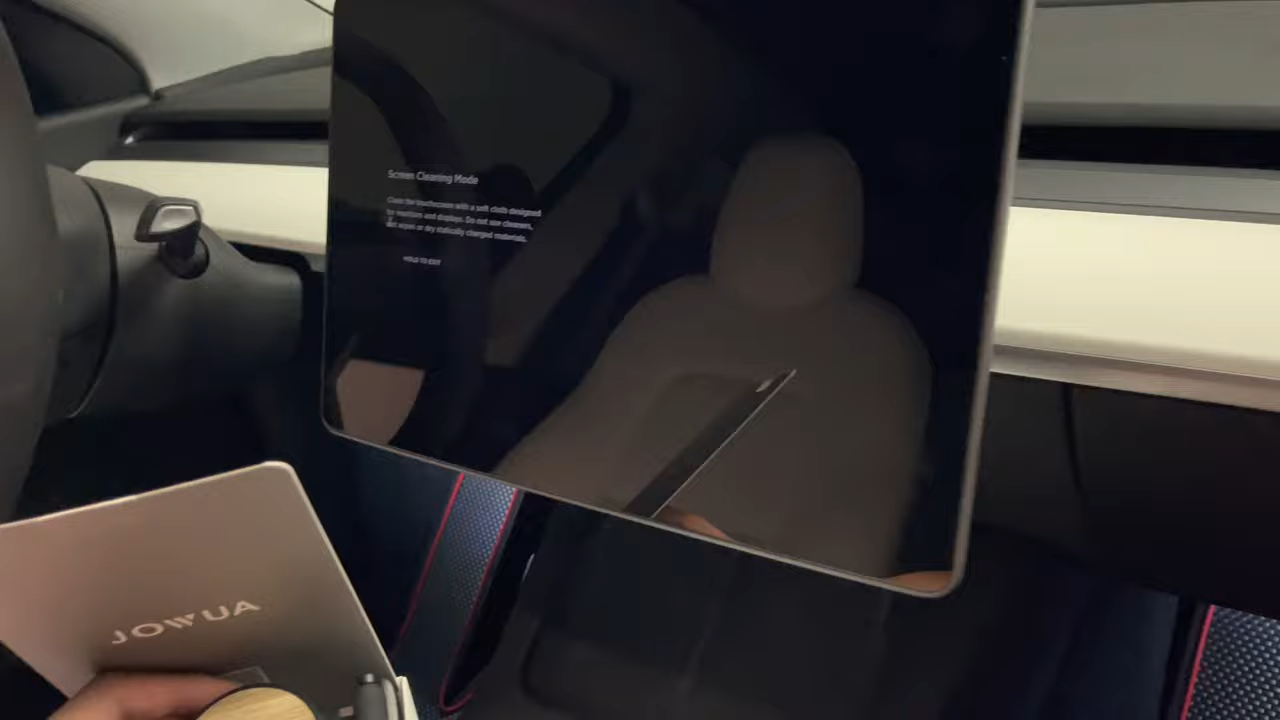 Screen Cleaning Mode
Clean the touchscreen with a soft cloth designed
for monitors and displays. Do not use cleaners,
wet wipes or dry statically charged materials.
HOLD TO EXIT
JOWUA